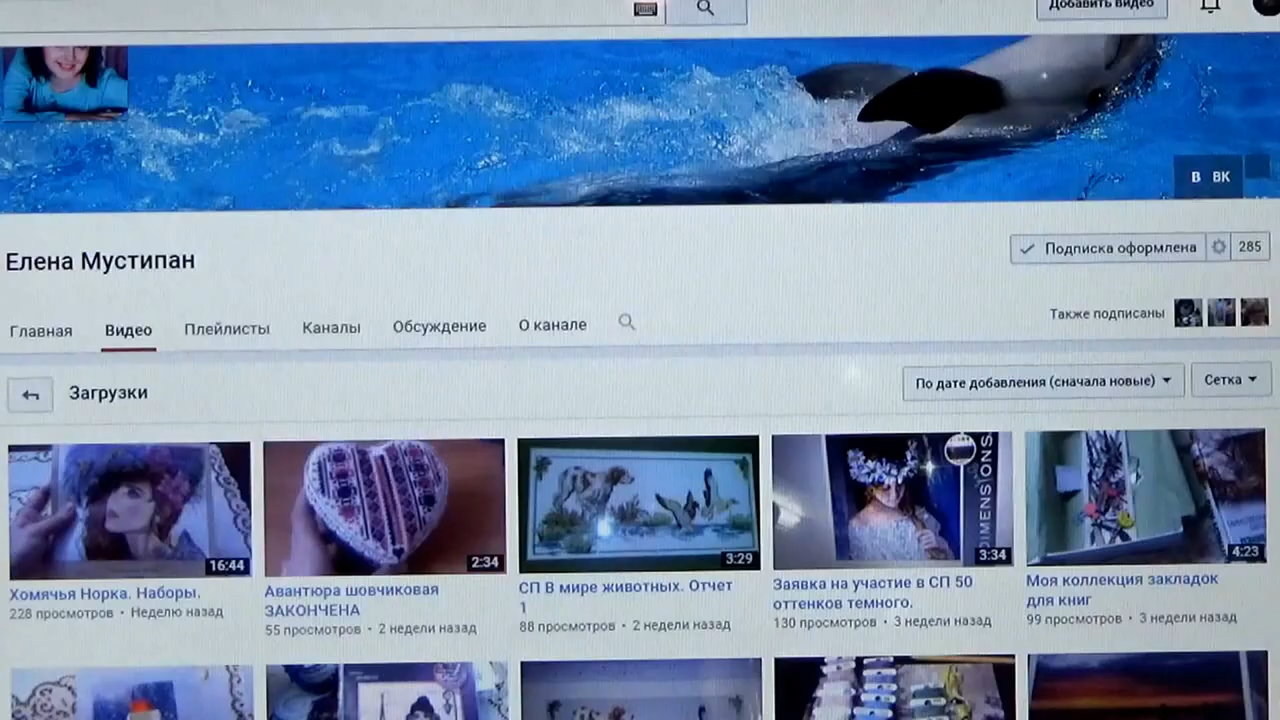 Добавить видео
В ВК
Елена Мустипан
Подписка оформлена 285
Также подписаны
Главная Видео Плейлисты Каналы Обсуждение О канале
Загрузки
По дате добавления (сначала новые) Сетка
DIMENSIONS
16:44 2:34 3:29 3:34 4:23
Хомячья Норка. Наборы.
228 просмотров • Неделю назад
Авантюра шовчиковая
ЗАКОНЧЕНА
55 просмотров • 2 недели назад
СП В мире животных. Отчет
1
88 просмотров • 2 недели назад
Заявка на участие в СП 50
оттенков темного.
130 просмотров • 3 недели назад
Моя коллекция закладок
для книг
99 просмотров • 3 недели назад